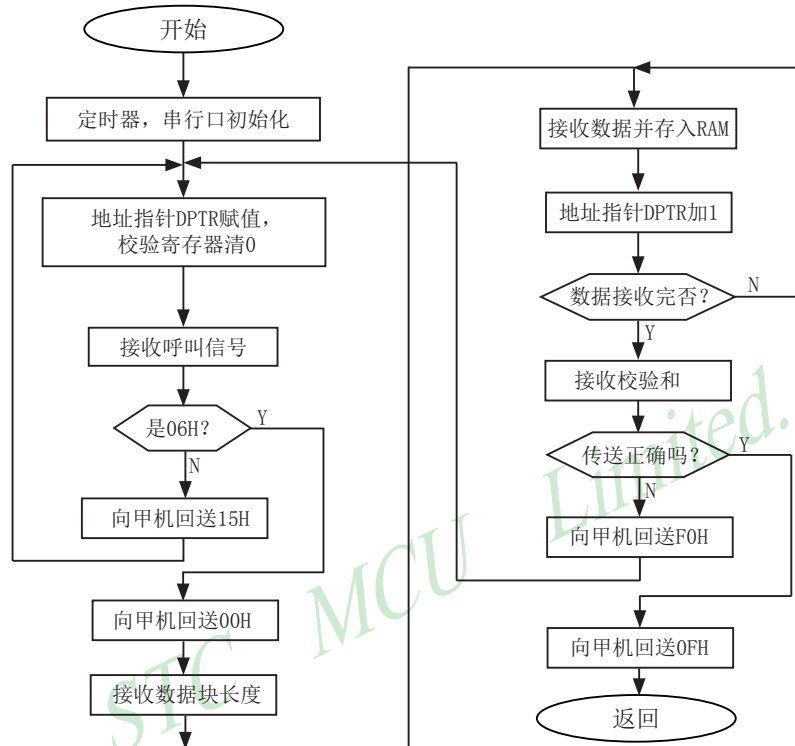 开始
定时器，串行口初始化
地址指针DPTR赋值，
校验寄存器清0
接收呼叫信号
是06H？
Y
N
向甲机回送15H
向甲机回送00H
接收数据块长度
接收数据并存入RAM
地址指针DPTR加1
数据接收完否？
N
Y
接收校验和
传送正确吗？
Y
N
向甲机回送F0H
向甲机回送0FH
返回
STC MCU Limited.